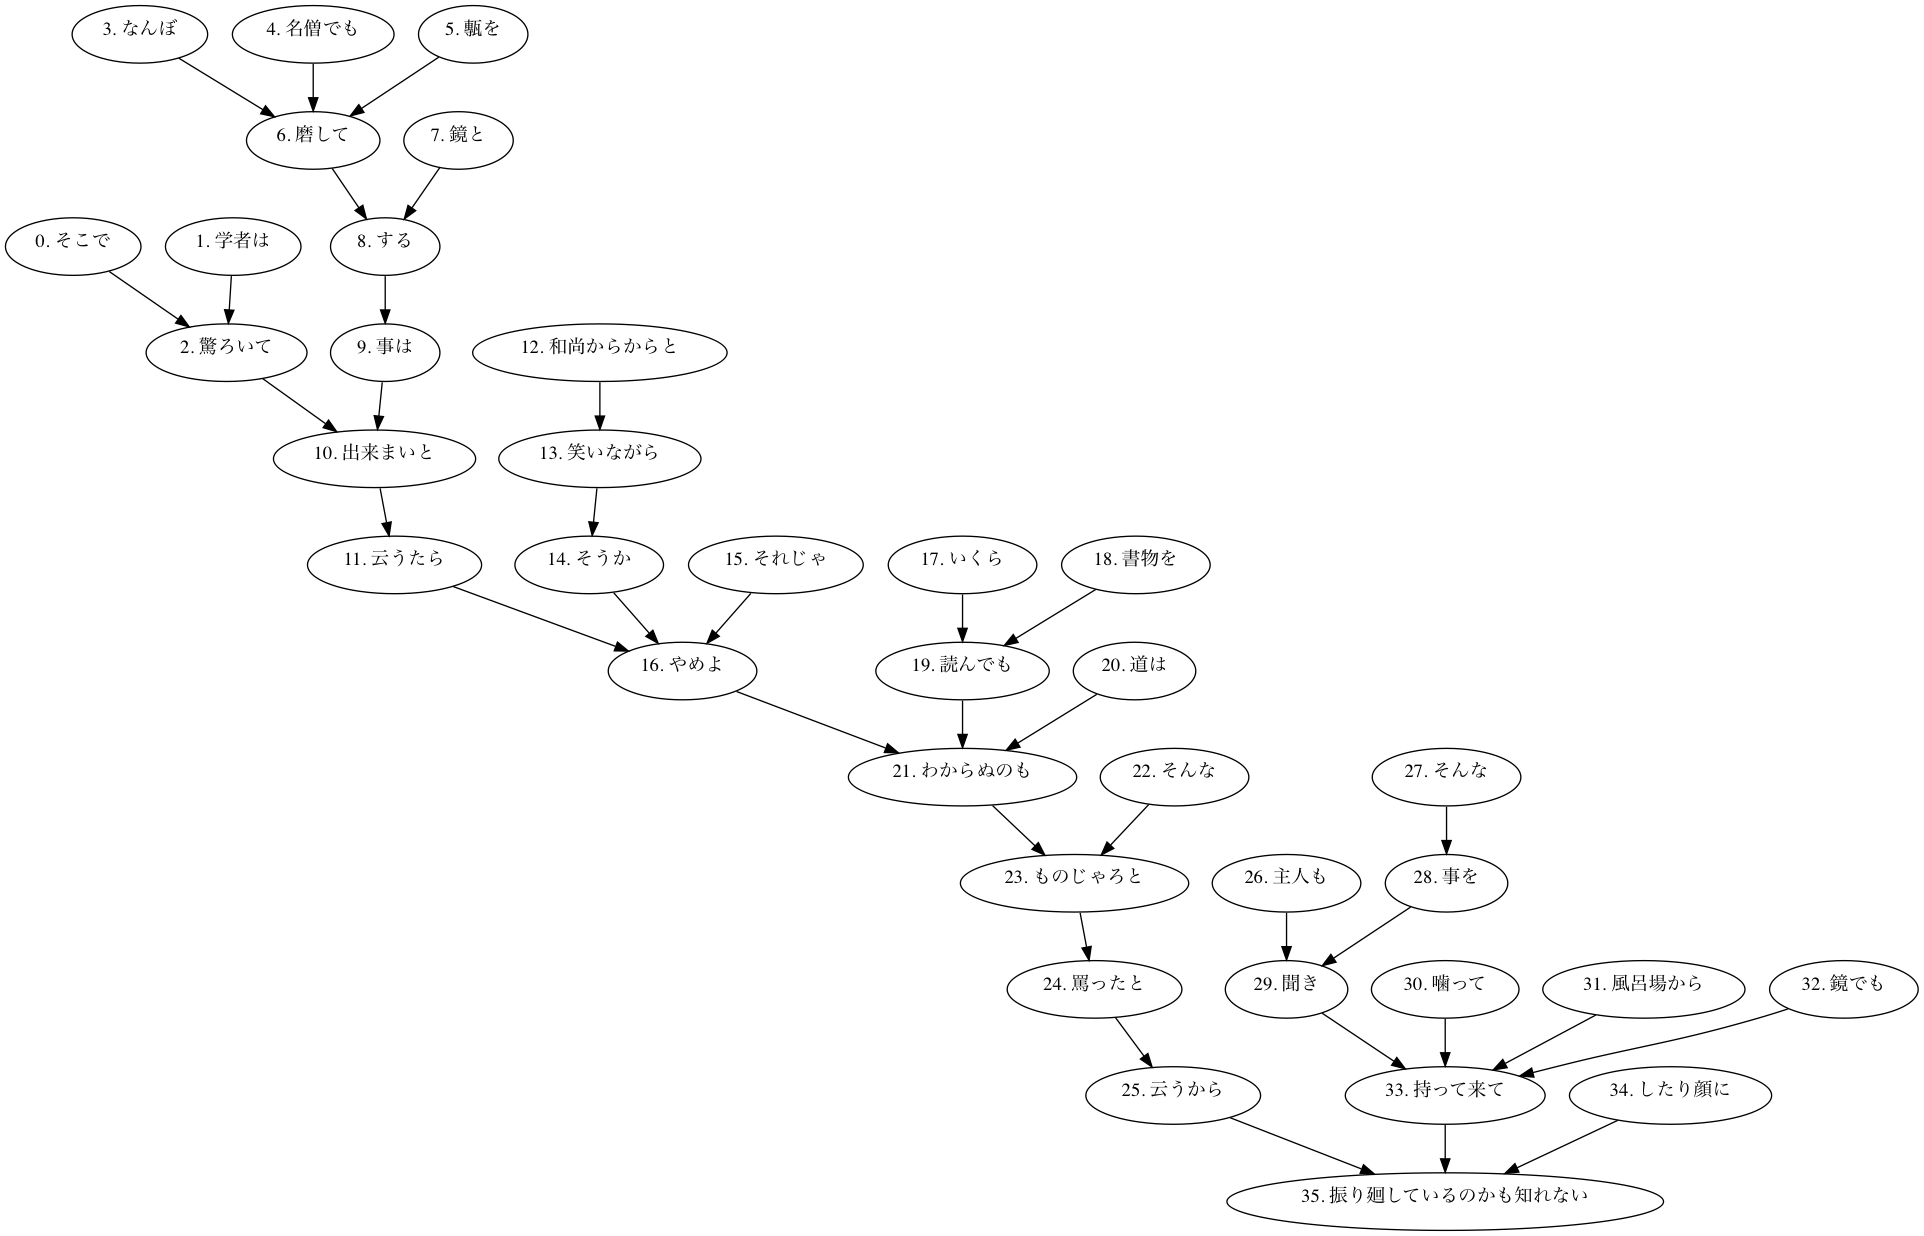 3. なんぼ
4. 名僧でも
5. 甎を
6. 磨して
7. 鏡と
0. そこで
1. 学者は
8. する
2. 驚ろいて
9. 事は
12. 和尚からからと
10. 出来まいと
13. 笑いながら
11. 云うたら
14. そうか
15. それじゃ
17. いくら
18. 書物を
16. やめよ
19. 読んでも
20. 道は
21. わからぬのも
22. そんな
27. そんな
23. ものじゃろと
26. 主人も
28. 事を
24. 罵ったと
29. 聞き
30. 噛って
31. 風呂場から
32. 鏡でも
25. 云うから
33. 持って来て
34. したり顔に
35. 振り廻しているのかも知れない